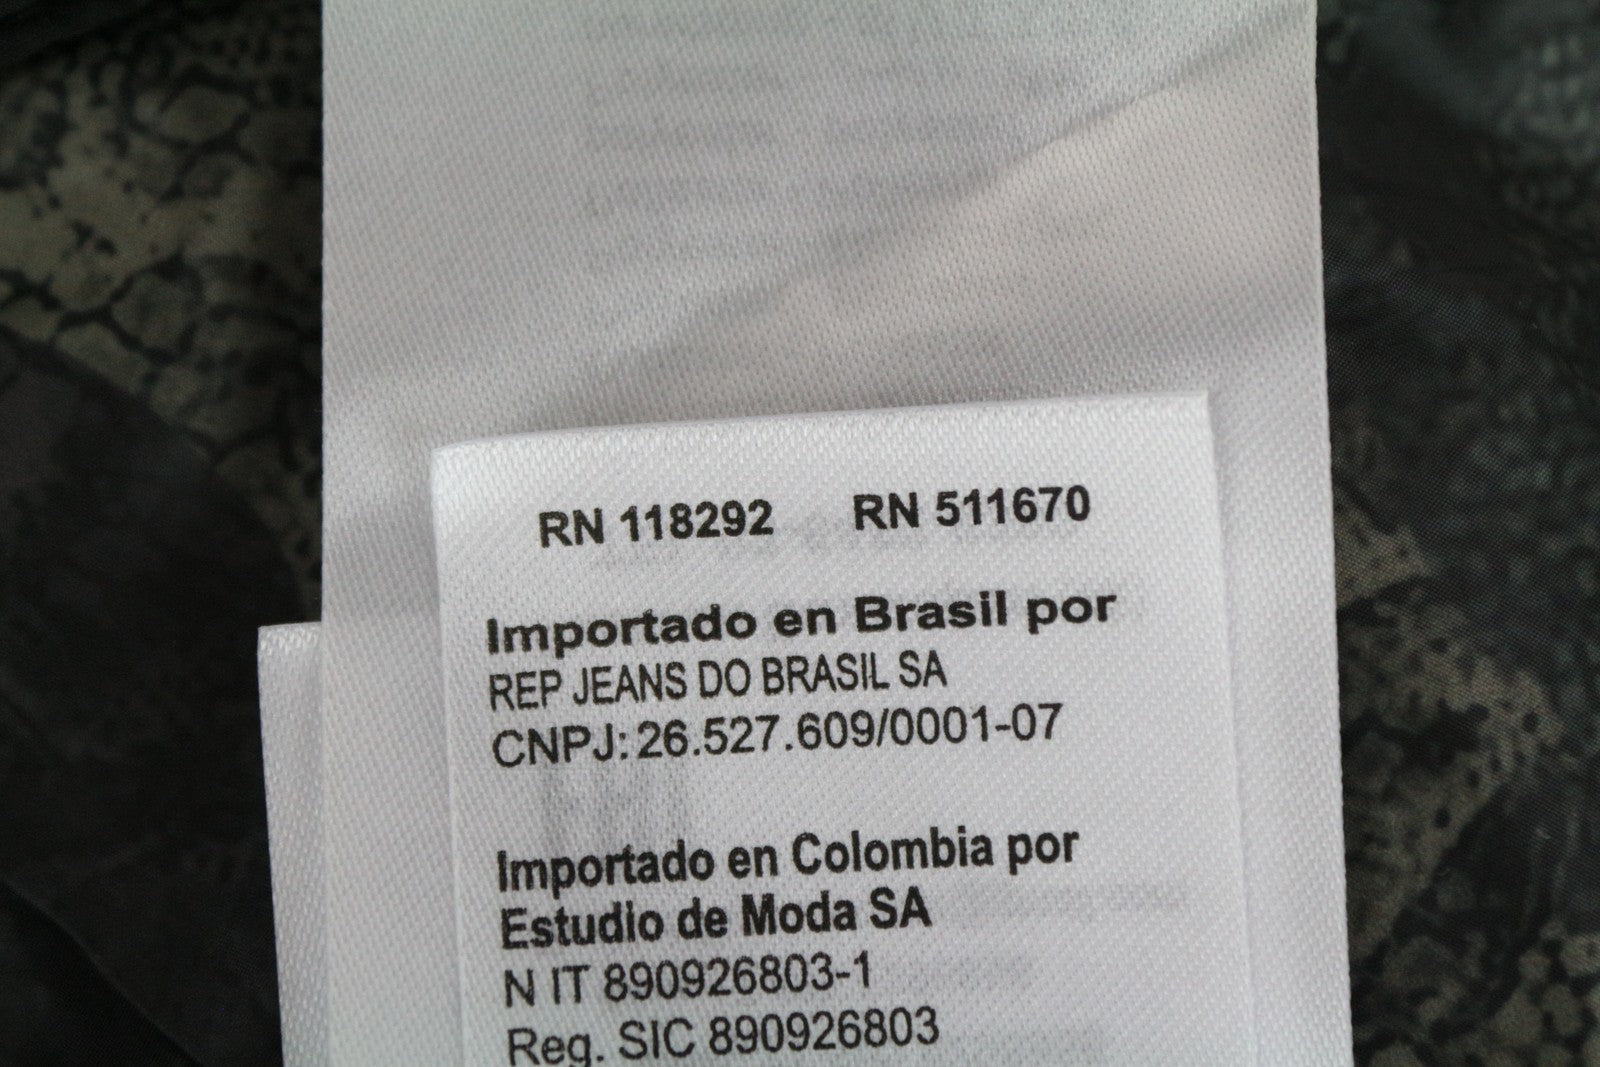 RN 118292 RN 511670
Importado en Brasil por
REP JEANS DO BRASIL SA
CNPJ: 26.527.609/0001-07
Importado en Colombia por
Estudio de Moda SA
N IT 890926803-1
Reg. SIC 890926803